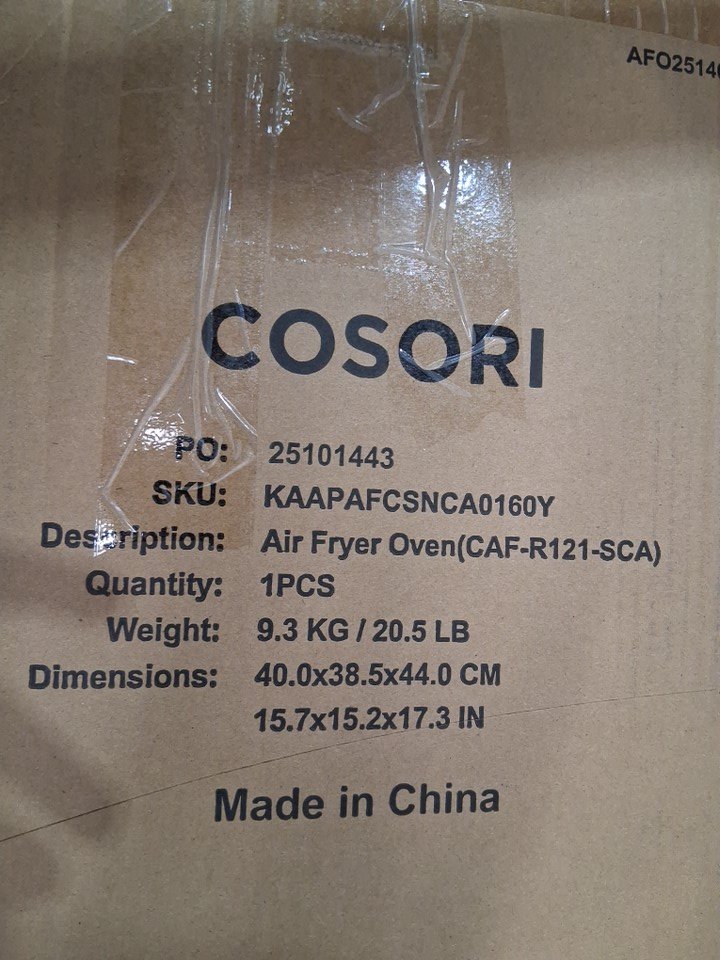 COSORI
PO: 25101443
SKU: KAAPAFCSNCA0160Y
Description: Air Fryer Oven(CAF-R121-SCA)
Quantity: 1PCS
Weight: 9.3 KG / 20.5 LB
Dimensions: 40.0x38.5x44.0 CM
15.7x15.2x17.3 IN
Made in China